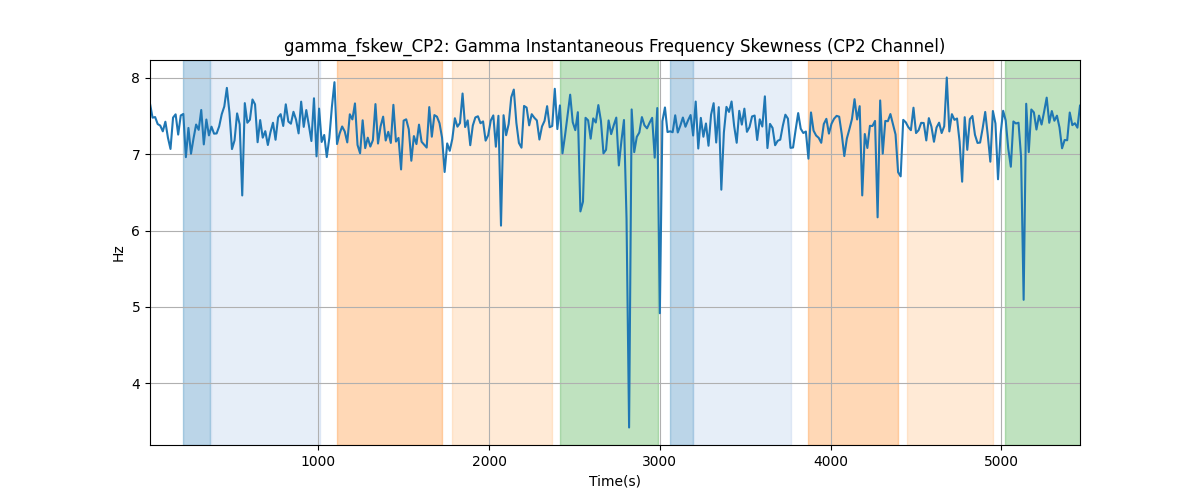 gamma_fskew_CP2: Gamma Instantaneous Frequency Skewness (CP2 Channel)
8
7
6
5
4
Hz
1000 2000 3000 4000 5000
Time(s)